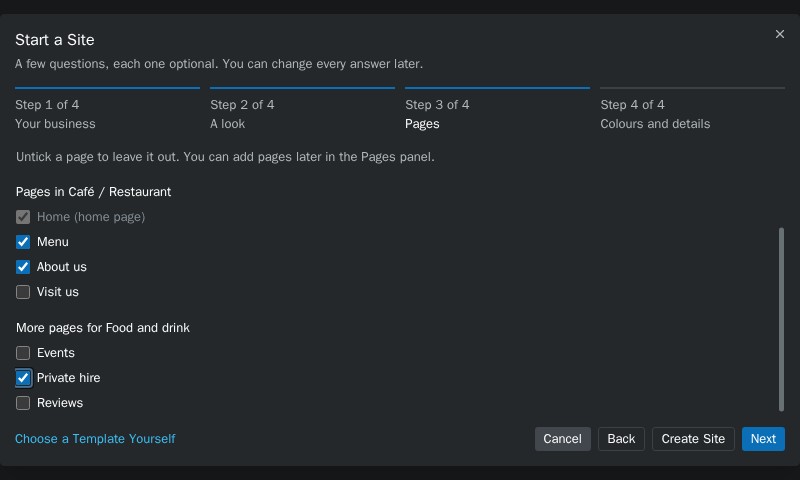 Start a Site
A few questions, each one optional. You can change every answer later.
Step 1 of 4
Your business
Step 2 of 4
A look
Step 3 of 4
Pages
Step 4 of 4
Colours and details
Untick a page to leave it out. You can add pages later in the Pages panel.
Pages in Café / Restaurant
Home (home page)
Menu
About us
Visit us
More pages for Food and drink
Events
Private hire
Reviews
Choose a Template Yourself
Cancel
Back
Create Site
Next